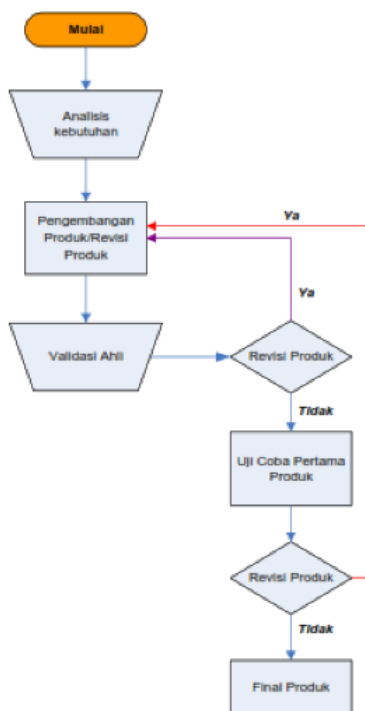 Mulai
Analisis
kebutuhan
Pengembangan
Produk/Revisi
Produk
Ya
Ya
Validasi Ahli
Revisi Produk
Tidak
Uji Coba Pertama
Produk
Revisi Produk
Tidak
Final Produk